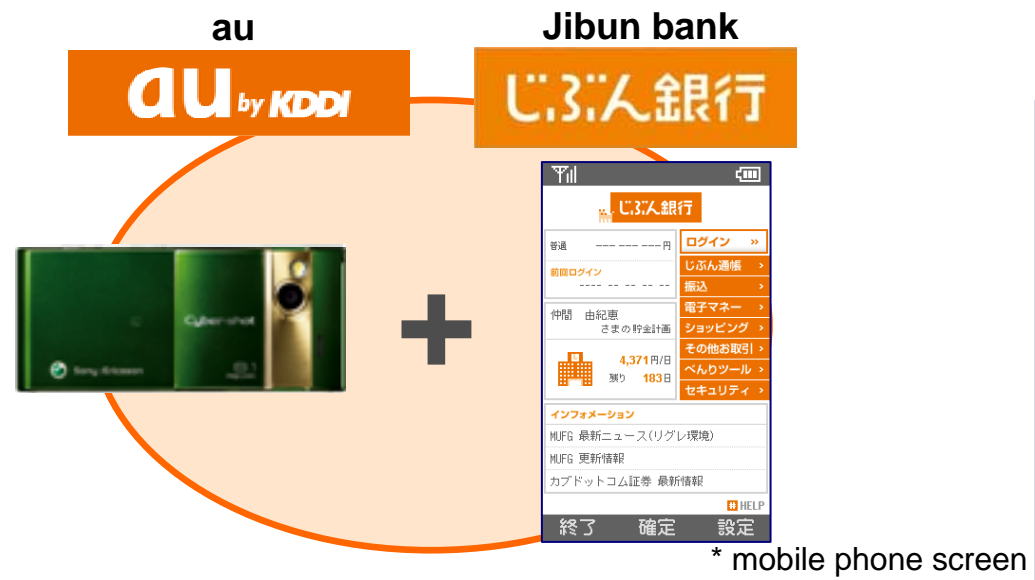 au
Jibun bank
au by KDDI
じぶん銀行
じぶん銀行
普通 --- --- ---円
前回ログイン
---- -- -- -- --
仲間 由紀恵
さまの貯金計画
4,371円/日
残り 183日
ログイン »
じぶん通帳 >
振込 >
電子マネー >
ショッピング >
その他お取引 >
べんりツール >
セキュリティ >
インフォメーション
MUFG 最新ニュース(リグレ環境)
MUFG 更新情報
カブドットコム証券 最新情報
# HELP
終了 確定 設定
Cyber-shot
Sony Ericsson
+
* mobile phone screen